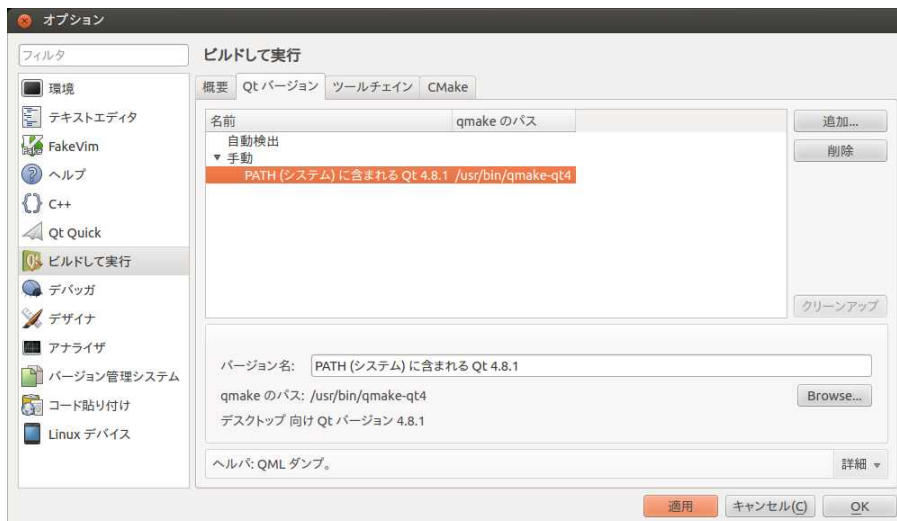 オプション
フィルタ
ビルドして実行
環境
テキストエディタ
FakeVim
ヘルプ
C++
Qt Quick
ビルドして実行
デバッガ
デザイナ
アナライザ
バージョン管理システム
コード貼り付け
Linux デバイス
概要 Qt バージョン ツールチェイン CMake
名前 qmake のパス
自動検出
手動
PATH (システム) に含まれる Qt 4.8.1 /usr/bin/qmake-qt4
追加...
削除
クリーンアップ
バージョン名: PATH (システム) に含まれる Qt 4.8.1
qmake のパス: /usr/bin/qmake-qt4 Browse...
デスクトップ 向け Qt バージョン 4.8.1
ヘルパ: QML ダンプ。 詳細
適用 キャンセル(C) OK